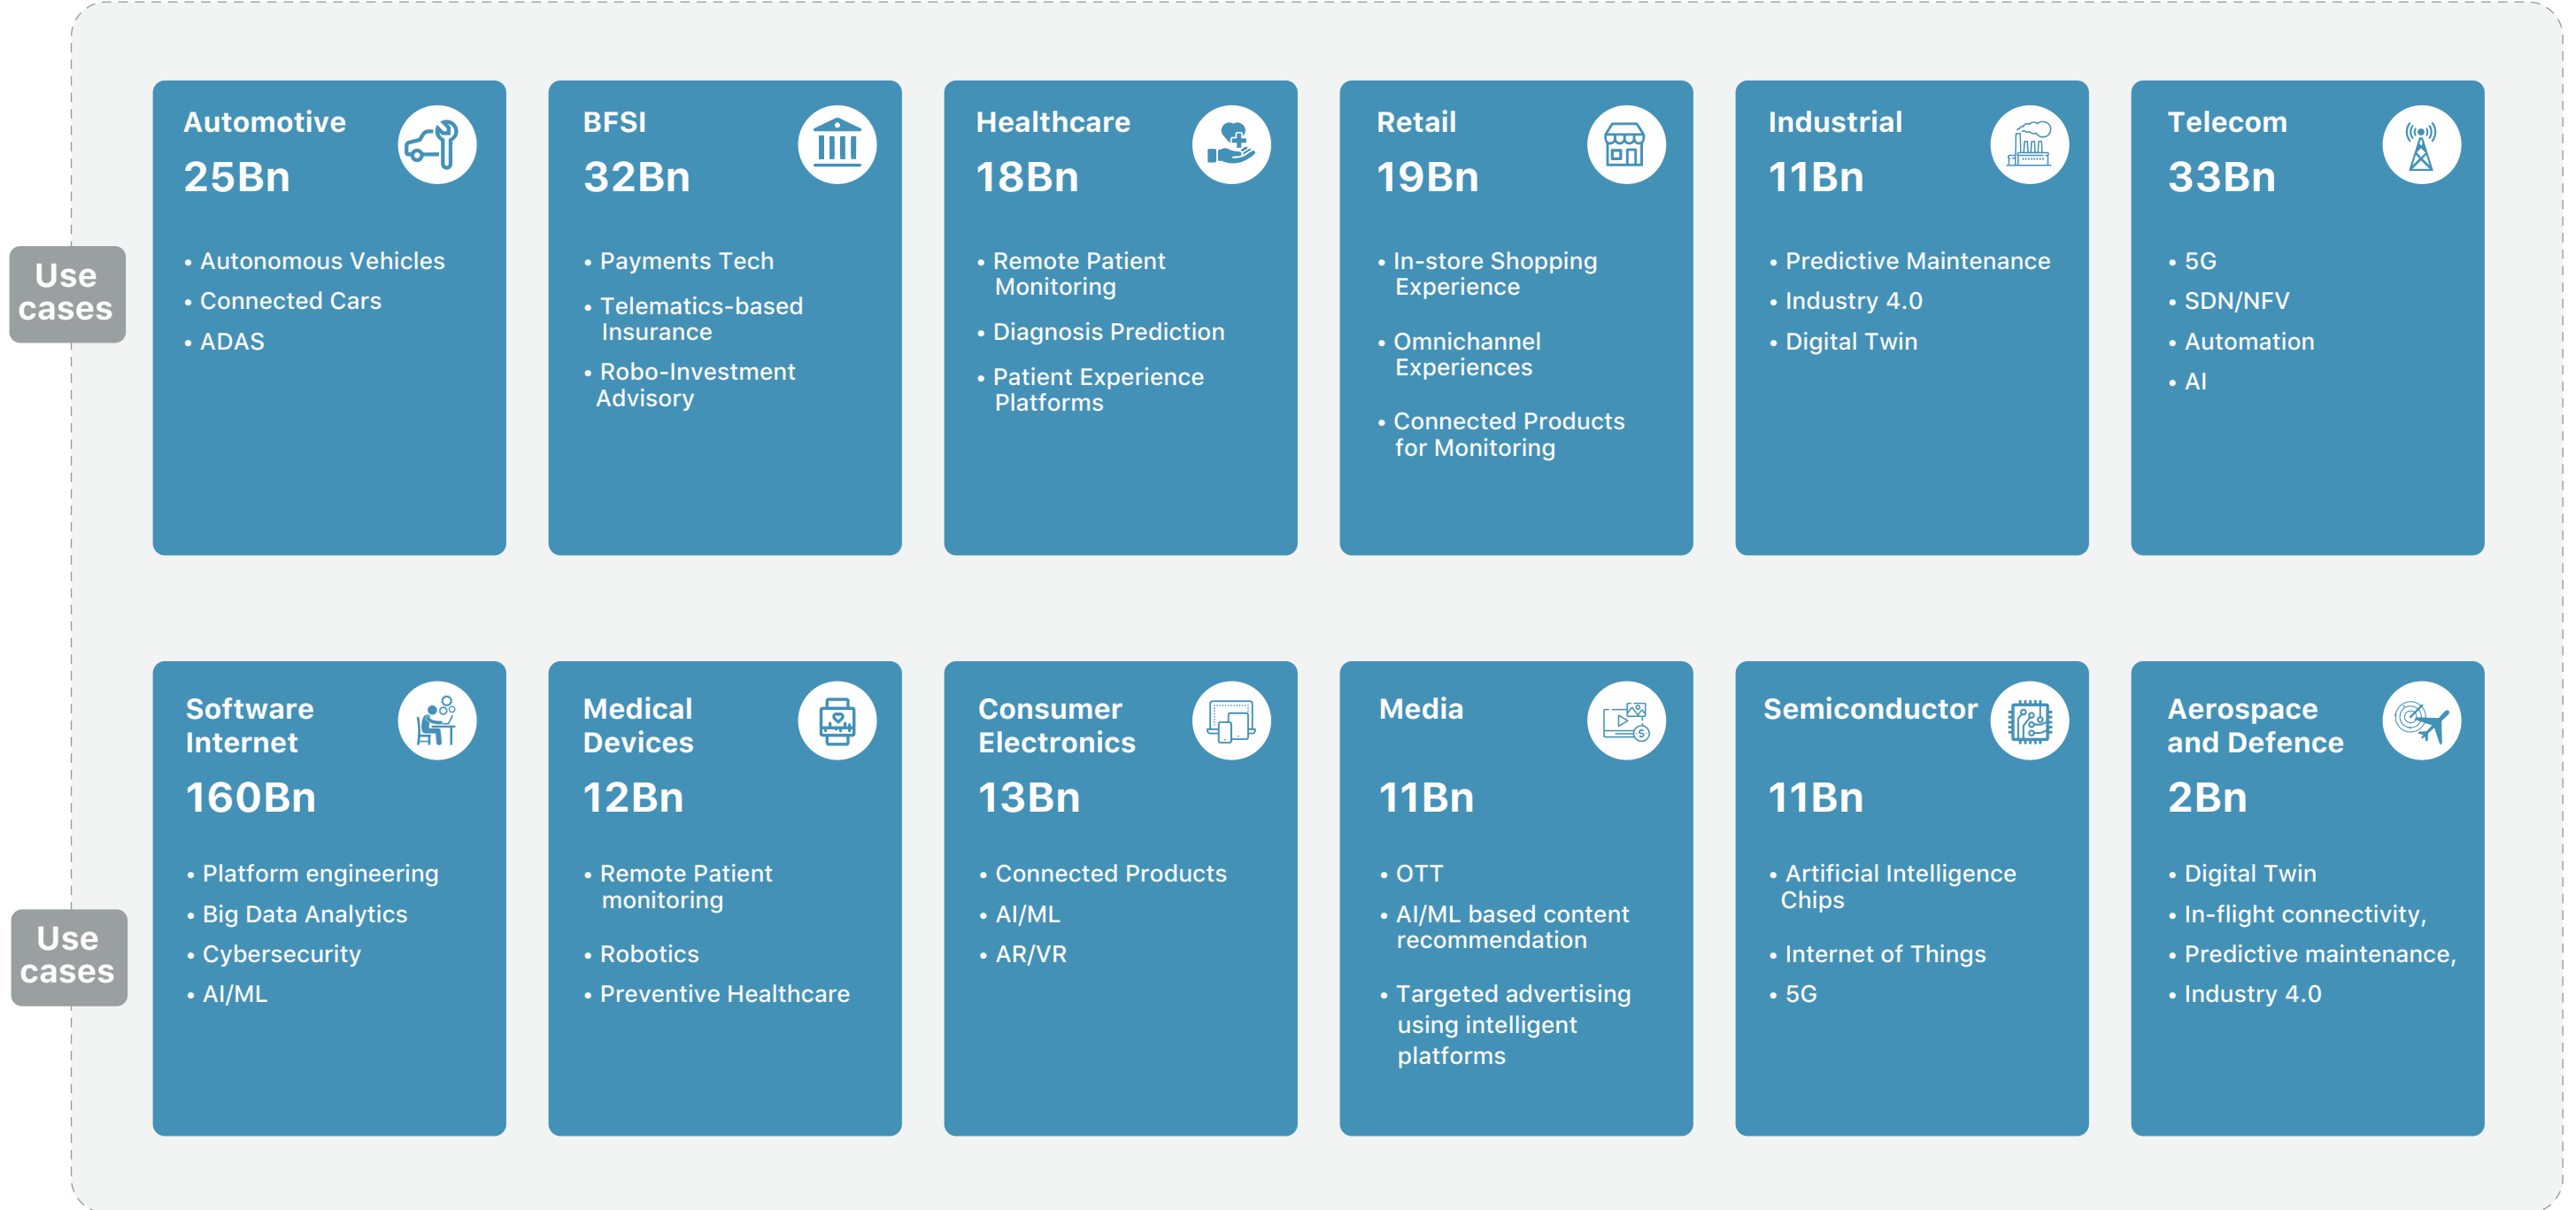 Use
cases
Automotive
25Bn
• Autonomous Vehicles
• Connected Cars
• ADAS
BFSI
32Bn
• Payments Tech
• Telematics-based
Insurance
• Robo-Investment
Advisory
Healthcare
18Bn
• Remote Patient
Monitoring
• Diagnosis Prediction
• Patient Experience
Platforms
Retail
19Bn
• In-store Shopping
Experience
• Omnichannel
Experiences
• Connected Products
for Monitoring
Industrial
11Bn
• Predictive Maintenance
• Industry 4.0
• Digital Twin
Telecom
33Bn
• 5G
• SDN/NFV
• Automation
• AI
Use
cases
Software
Internet
160Bn
• Platform engineering
• Big Data Analytics
• Cybersecurity
• AI/ML
Medical
Devices
12Bn
• Remote Patient
monitoring
• Robotics
• Preventive Healthcare
Consumer
Electronics
13Bn
• Connected Products
• AI/ML
• AR/VR
Media
11Bn
• OTT
• AI/ML based content
recommendation
• Targeted advertising
using intelligent
platforms
Semiconductor
11Bn
• Artificial Intelligence
Chips
• Internet of Things
• 5G
Aerospace
and Defence
2Bn
• Digital Twin
• In-flight connectivity,
• Predictive maintenance,
• Industry 4.0